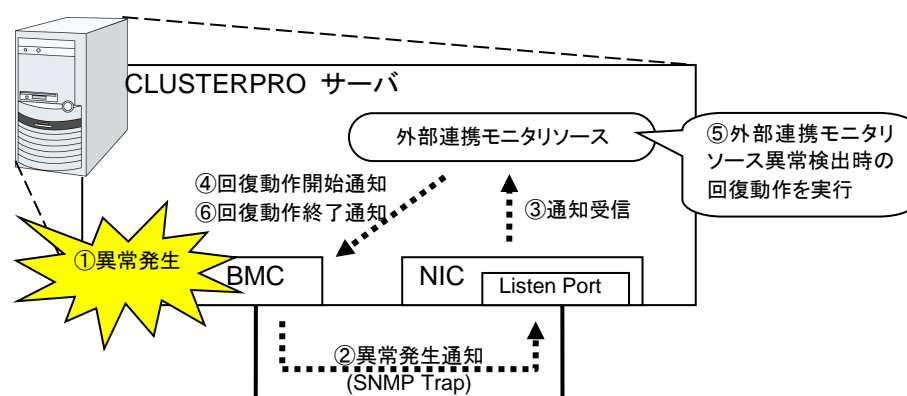 CLUSTERPRO サーバ
外部連携モニタリソース
⑤外部連携モニタリ
ソース異常検出時の
回復動作を実行
④回復動作開始通知
⑥回復動作終了通知
③通知受信
①異常発生
BMC
NIC
Listen Port
②異常発生通知
(SNMP Trap)